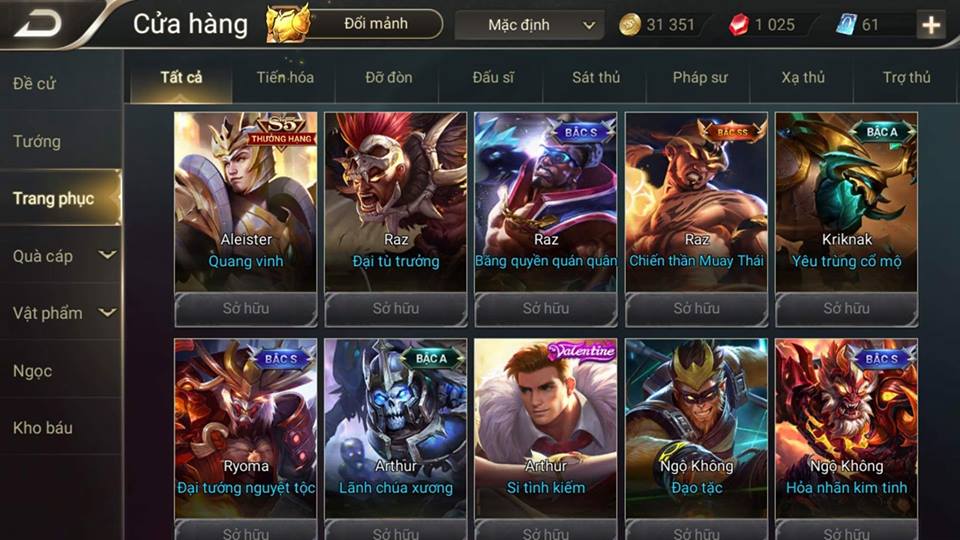 Cửa hàng
Đổi mảnh
Mặc định
31 351
1 025
61
Đề cử
Tướng
Trang phục
Quà cáp
Vật phẩm
Ngọc
Kho báu
Tất cả
Tiến hóa
Đỡ đòn
Đấu sĩ
Sát thủ
Pháp sư
Xạ thủ
Trợ thủ
S5
THƯỞNG HẠNG
Aleister
Quang vinh
Sở hữu
Raz
Đại tù trưởng
Sở hữu
BẬC S
Raz
Băng quyền quán quân
Sở hữu
BẬC SS
Raz
Chiến thần Muay Thái
Sở hữu
BẬC A
Kriknak
Yêu trùng cổ mộ
Sở hữu
BẬC S
Ryoma
Đại tướng nguyệt tộc
Sở hữu
BẬC A
Arthur
Lãnh chúa xương
Sở hữu
Valentine
Arthur
Si tình kiếm
Sở hữu
Ngộ Không
Đạo tặc
Sở hữu
BẬC S
Ngộ Không
Hỏa nhãn kim tinh
Sở hữu